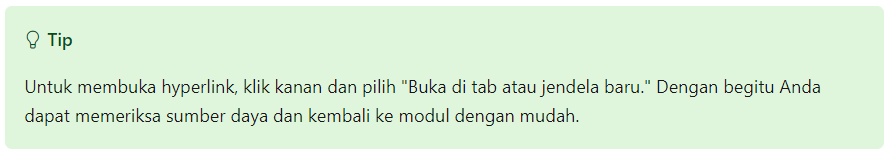 Tip
Untuk membuka hyperlink, klik kanan dan pilih "Buka di tab atau jendela baru." Dengan begitu Anda
dapat memeriksa sumber daya dan kembali ke modul dengan mudah.